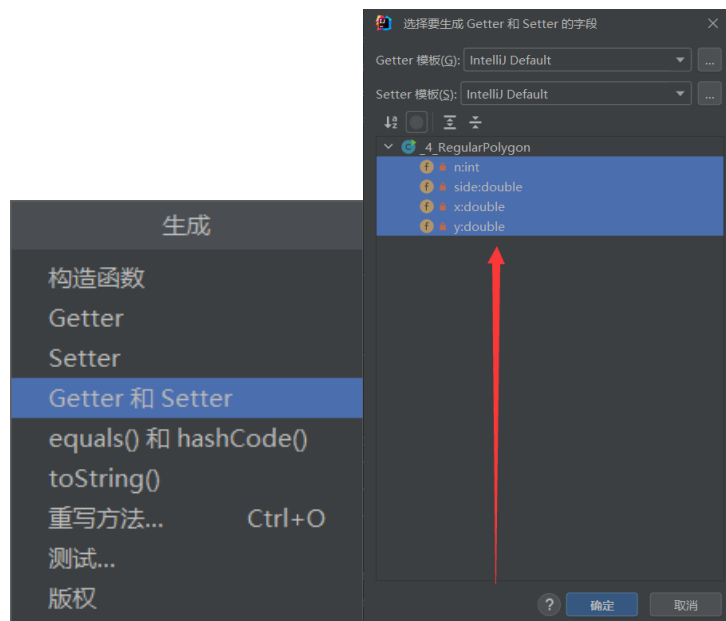 生成
构造函数
Getter
Setter
Getter 和 Setter
equals() 和 hashCode()
toString()
重写方法... Ctrl+O
测试...
版权
选择要生成 Getter 和 Setter 的字段
Getter 模板(G): IntelliJ Default ...
Setter 模板(S): IntelliJ Default ...
_4_RegularPolygon
n:int
side:double
x:double
y:double
? 确定 取消